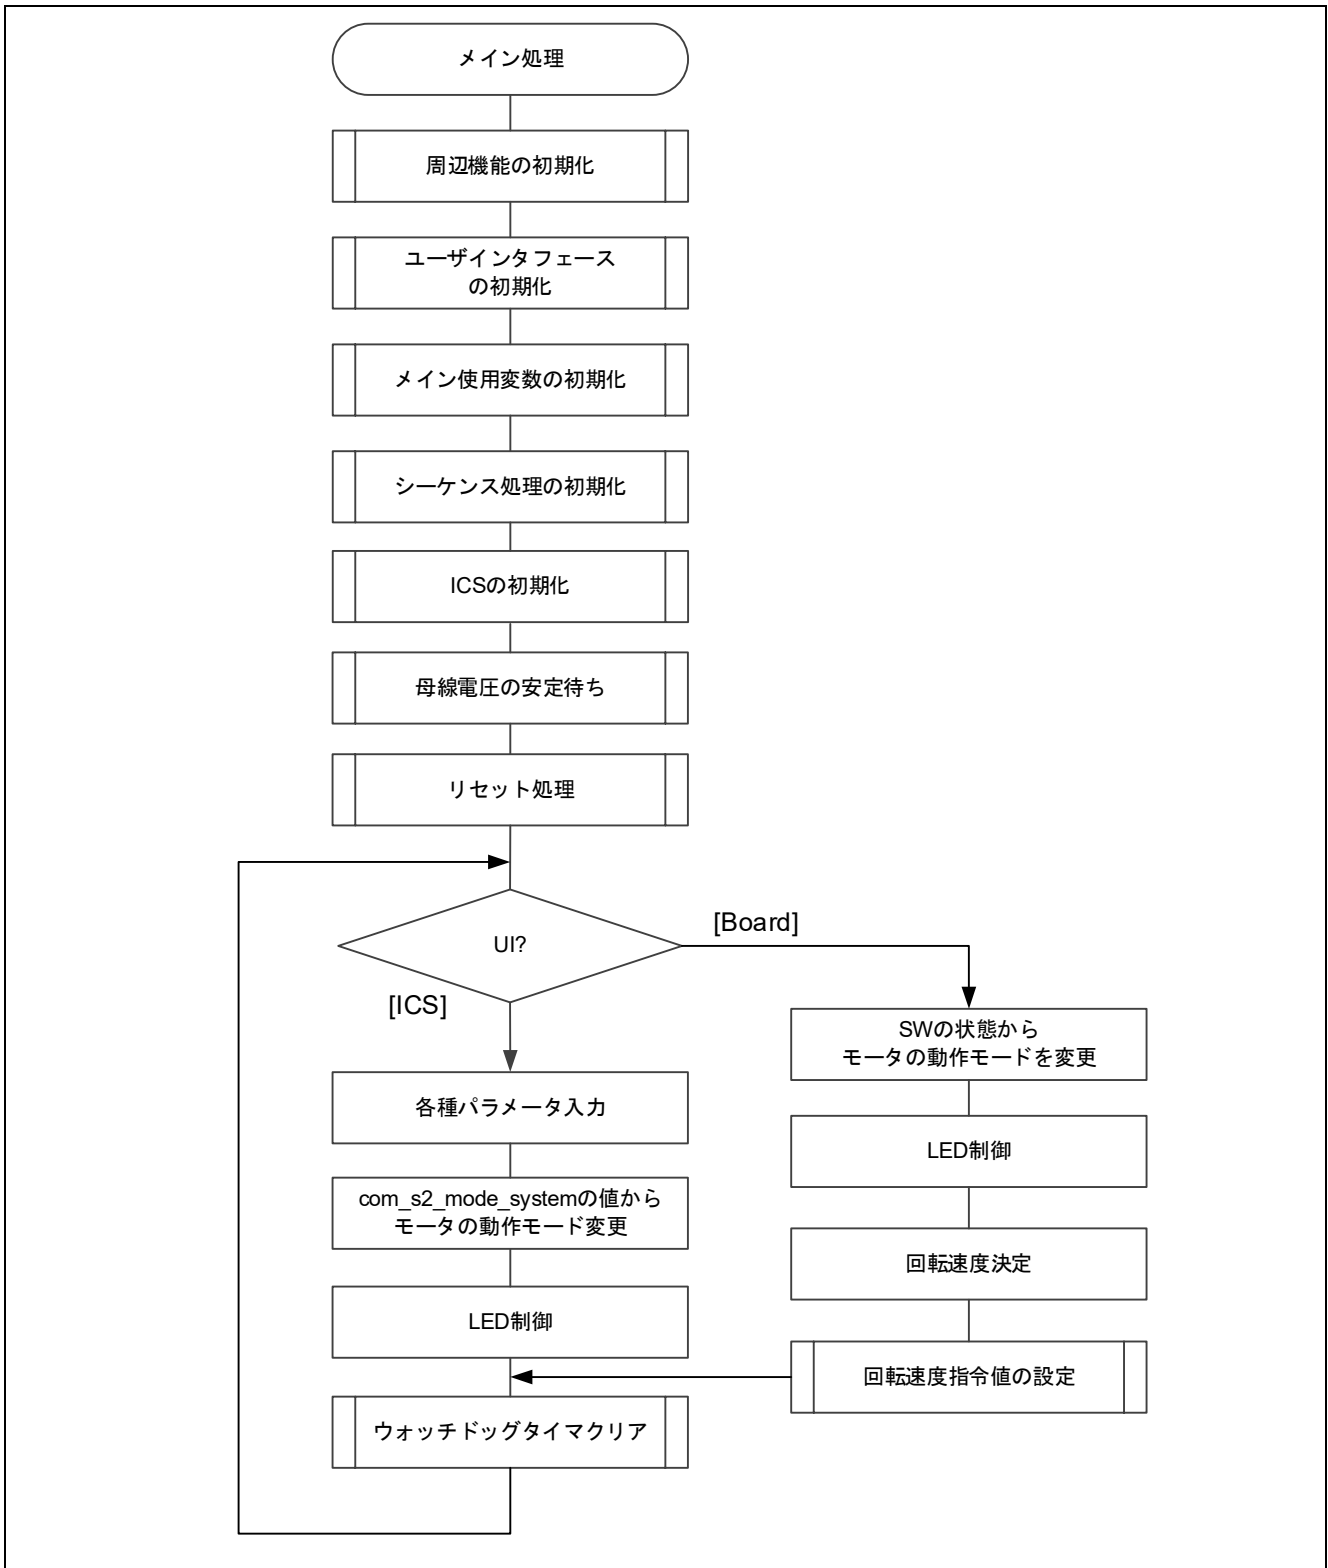 メイン処理
周辺機能の初期化
ユーザインタフェース
の初期化
メイン使用変数の初期化
シーケンス処理の初期化
ICSの初期化
母線電圧の安定待ち
リセット処理
UI?
[Board]
[ICS]
SWの状態から
モータの動作モードを変更
LED制御
回転速度決定
回転速度指令値の設定
各種パラメータ入力
com_s2_mode_systemの値から
モータの動作モード変更
LED制御
ウォッチドッグタイマクリア